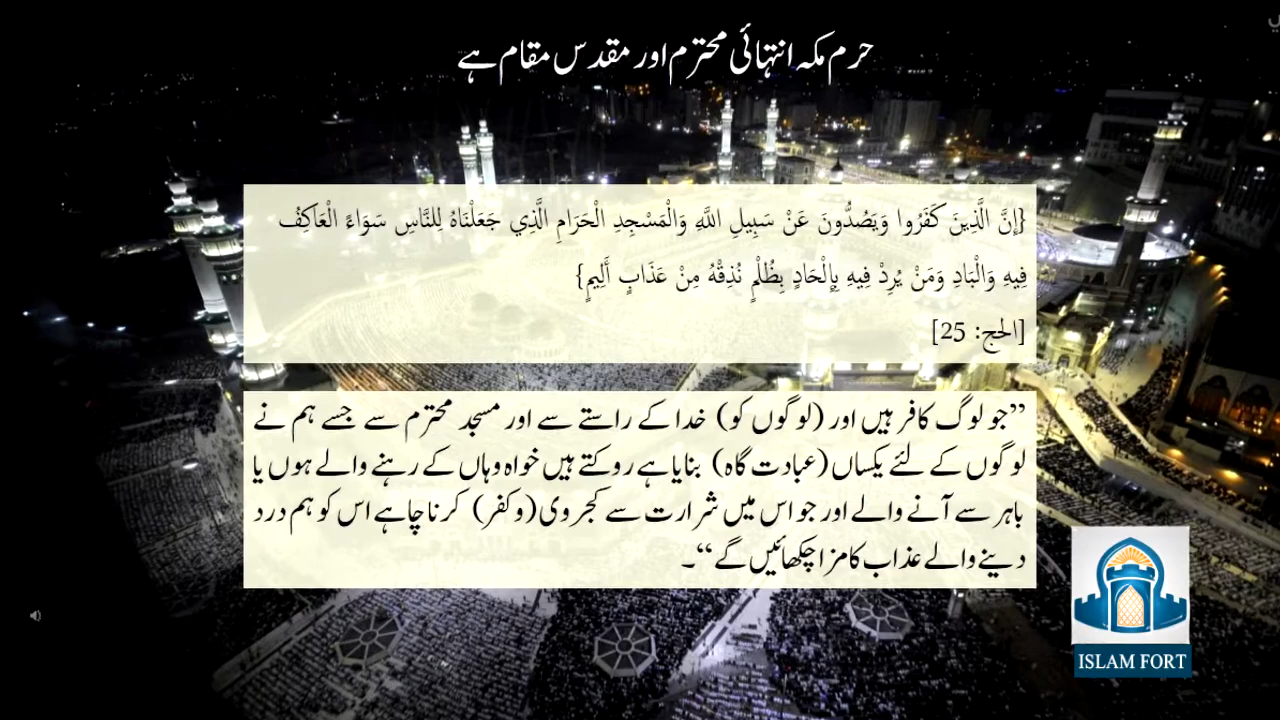 حرم مکہ انتہائی محترم اور مقدس مقام ہے
{إِنَّ الَّذِينَ كَفَرُوا وَيَصُدُّونَ عَنْ سَبِيلِ اللَّهِ وَالْمَسْجِدِ الْحَرَامِ الَّذِي جَعَلْنَاهُ لِلنَّاسِ سَوَاءً الْعَاكِفُ
فِيهِ وَالْبَادِ وَمَنْ يُرِدْ فِيهِ بِإِلْحَادٍ بِظُلْمٍ نُذِقْهُ مِنْ عَذَابٍ أَلِيمٍ}
[الحج: 25]
”جو لوگ کافر ہیں اور (لوگوں کو) خدا کے راستے سے اور مسجد محترم سے جسے ہم نے
لوگوں کے لئے یکساں (عبادت گاہ) بنایا ہے روکتے ہیں خواہ وہاں کے رہنے والے ہوں یا
باہر سے آنے والے اور جو اس میں شرارت سے کجروی (وکفر) کرنا چاہے اس کو ہم درد
دینے والے عذاب کا مزا چکھائیں گے“۔
ISLAM FORT